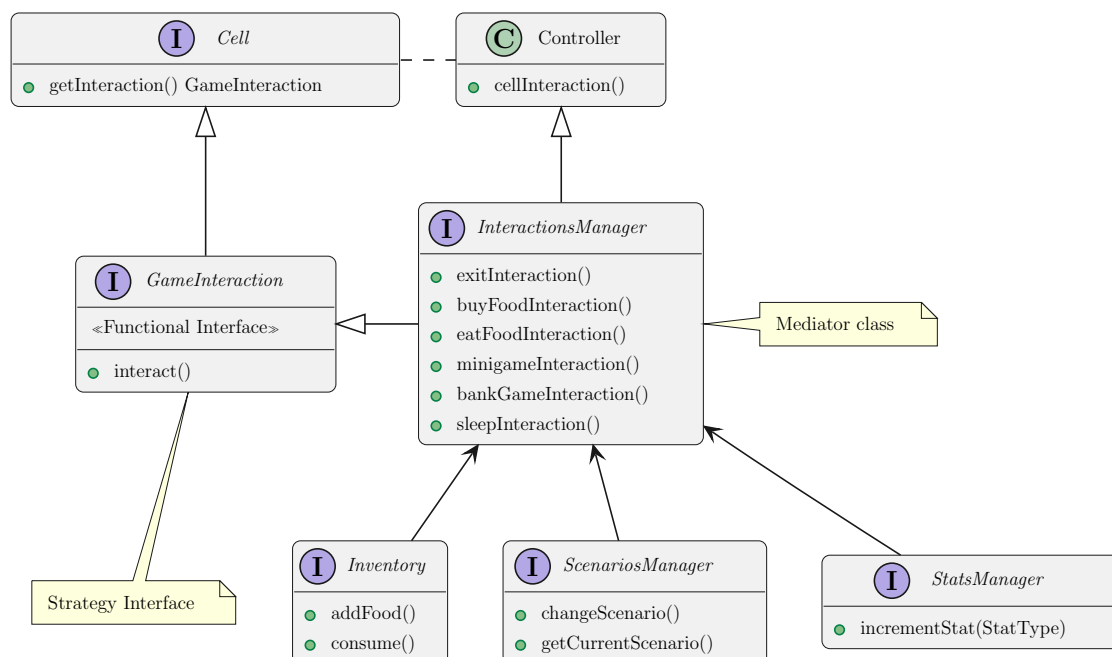 I Cell
getInteraction() GameInteraction
C Controller
cellInteraction()
I InteractionsManager
exitInteraction()
buyFoodInteraction()
eatFoodInteraction()
minigameInteraction()
bankGameInteraction()
sleepInteraction()
I GameInteraction
«Functional Interface»
interact()
Mediator class
Strategy Interface
I Inventory
addFood()
consume()
I ScenariosManager
changeScenario()
getCurrentScenario()
I StatsManager
incrementStat(StatType)